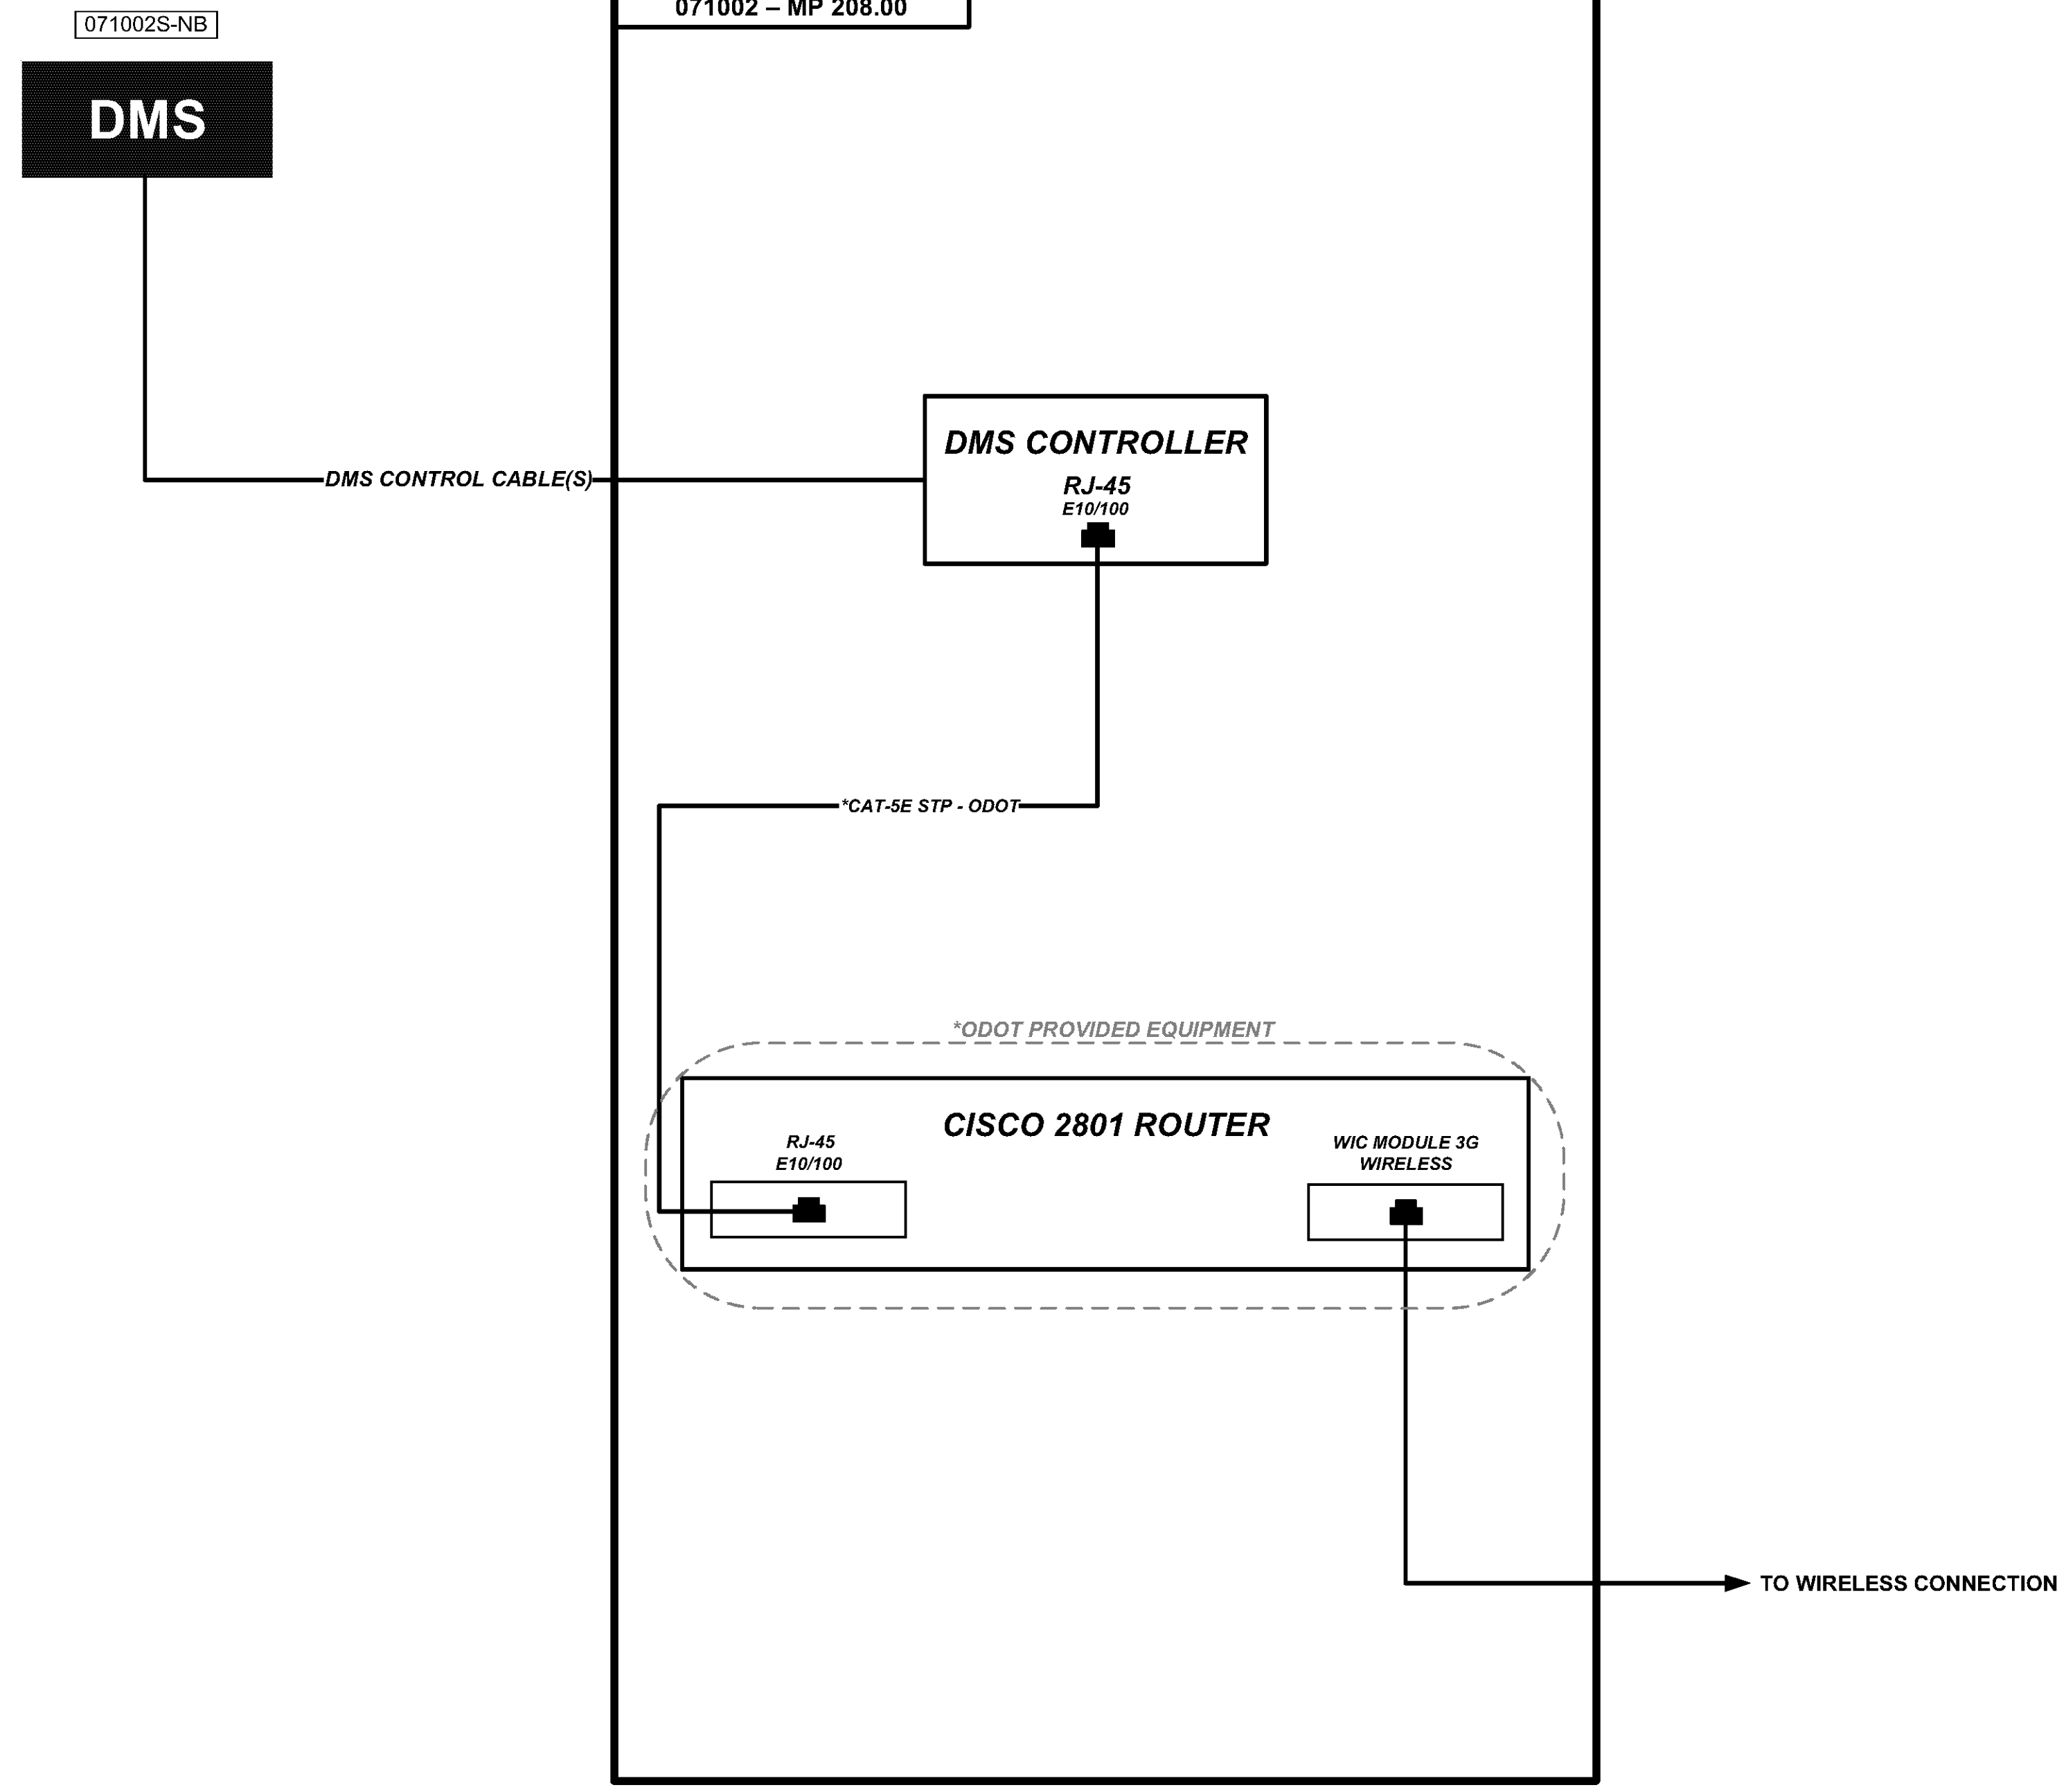 071002 – MP 208.00
071002S-NB
DMS
DMS CONTROLLER
RJ-45
E10/100
DMS CONTROL CABLE(S)
*CAT-5E STP - ODOT
*ODOT PROVIDED EQUIPMENT
CISCO 2801 ROUTER
RJ-45
E10/100
WIC MODULE 3G
WIRELESS
TO WIRELESS CONNECTION